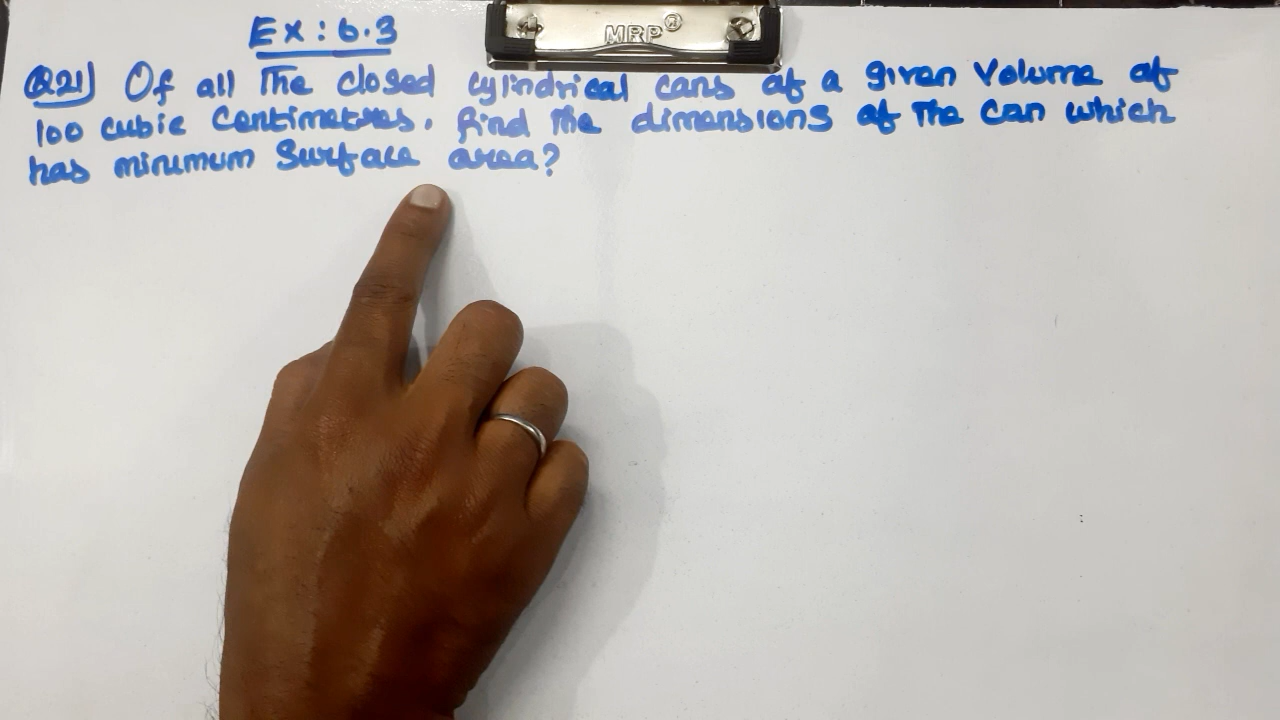 Ex: 6.3
MRP®
Q21) Of all the closed cylindrical cans of a given volume of
100 cubic centimetres, find the dimensions of the can which
has minimum surface area?